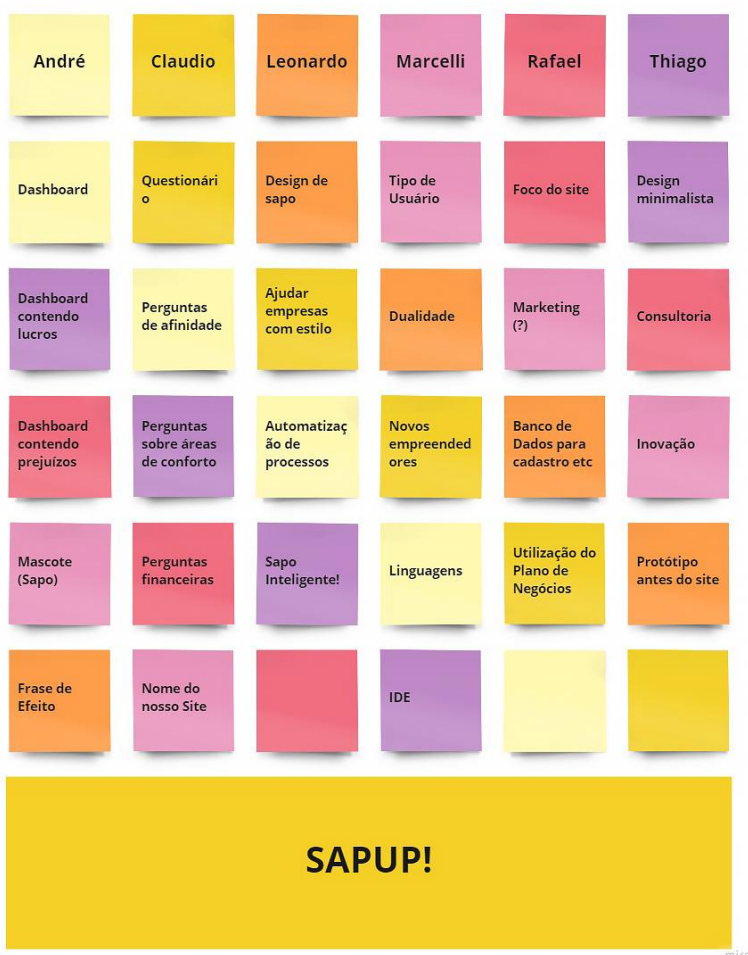 André
Claudio
Leonardo
Marcelli
Rafael
Thiago
Dashboard
Questionári
o
Design de
sapo
Tipo de
Usuário
Foco do site
Design
minimalista
Dashboard
contendo
lucros
Perguntas
de afinidade
Ajudar
empresas
com estilo
Dualidade
Marketing
(?)
Consultoria
Dashboard
contendo
prejuízos
Perguntas
sobre áreas
de conforto
Automatizaç
ão de
processos
Novos
empreended
ores
Banco de
Dados para
cadastro etc
Inovação
Mascote
(Sapo)
Perguntas
financeiras
Sapo
Inteligente!
Linguagens
Utilização do
Plano de
Negócios
Protótipo
antes do site
Frase de
Efeito
Nome do
nosso Site
IDE
SAPUP!